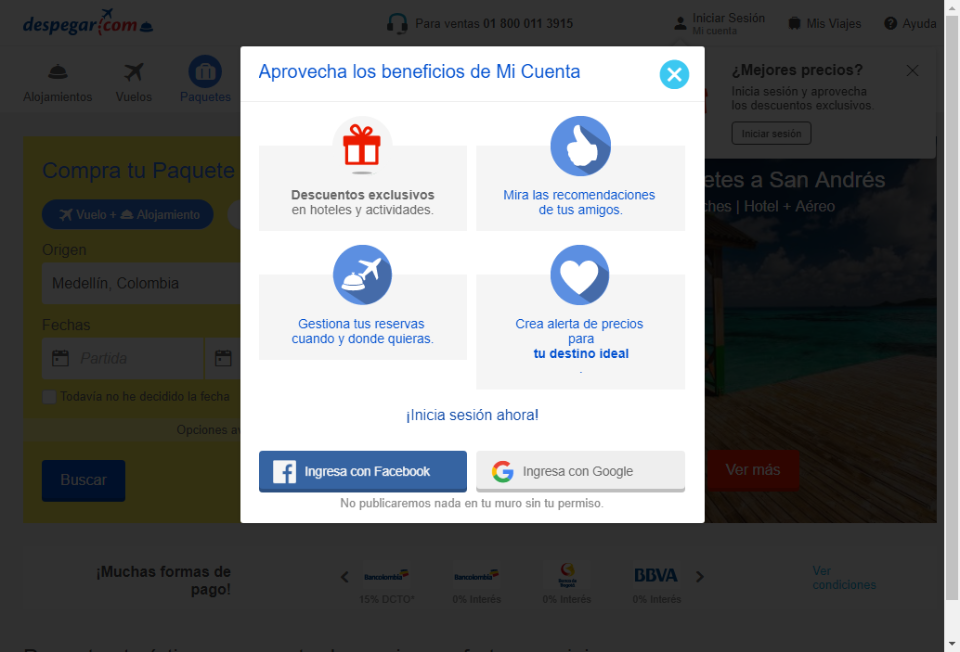 despegar.com
Para ventas 01 800 011 3915
Iniciar Sesión
Mi cuenta
Mis Viajes
Ayuda
Alojamientos
Vuelos
Paquetes
¿Mejores precios?
Inicia sesión y aprovecha
los descuentos exclusivos.
Iniciar sesión
Aprovecha los beneficios de Mi Cuenta
Descuentos exclusivos
en hoteles y actividades.
Mira las recomendaciones
de tus amigos.
Gestiona tus reservas
cuando y donde quieras.
Crea alerta de precios
para
tu destino ideal
.
¡Inicia sesión ahora!
Ingresa con Facebook
Ingresa con Google
No publicaremos nada en tu muro sin tu permiso.
Compra tu Paquete
Vuelo + Alojamiento
Origen
Medellín, Colombia
Fechas
Partida
Todavía no he decidido la fecha
Opciones
Buscar
a San Andrés
| Hotel + Aéreo
Ver más
¡Muchas formas de
pago!
Bancolombia
15% DCTO*
Bancolombia
0% Interés
Banco de
Bogotá
0% Interés
BBVA
0% Interés
Ver
condiciones